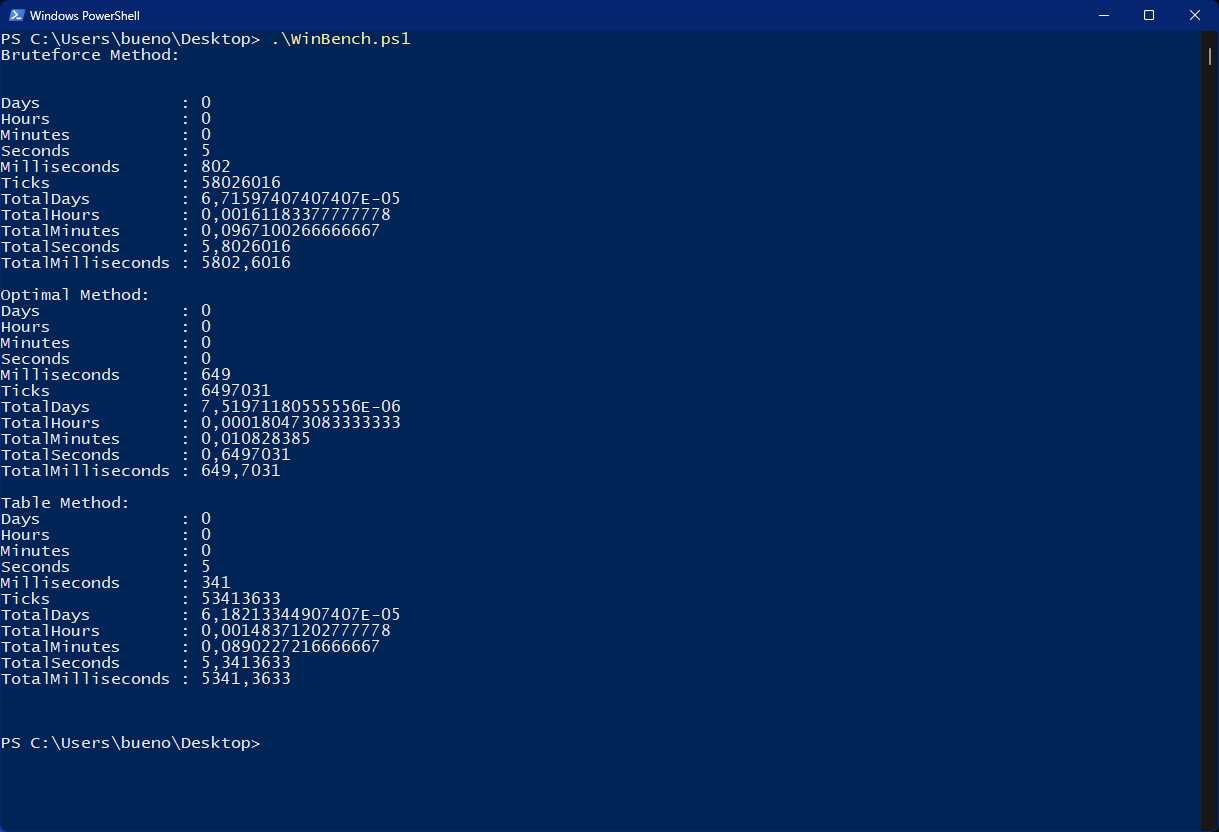 Windows PowerShell
PS C:\Users\bueno\Desktop> .\WinBench.ps1
Bruteforce Method:
Days              : 0
Hours             : 0
Minutes           : 0
Seconds           : 5
Milliseconds      : 802
Ticks             : 58026016
TotalDays         : 6,71597407407407E-05
TotalHours        : 0,00161183377777778
TotalMinutes      : 0,0967100266666667
TotalSeconds      : 5,8026016
TotalMilliseconds : 5802,6016
Optimal Method:
Days              : 0
Hours             : 0
Minutes           : 0
Seconds           : 0
Milliseconds      : 649
Ticks             : 6497031
TotalDays         : 7,51971180555556E-06
TotalHours        : 0,000180473083333333
TotalMinutes      : 0,010828385
TotalSeconds      : 0,6497031
TotalMilliseconds : 649,7031
Table Method:
Days              : 0
Hours             : 0
Minutes           : 0
Seconds           : 5
Milliseconds      : 341
Ticks             : 53413633
TotalDays         : 6,18213344907407E-05
TotalHours        : 0,00148371202777778
TotalMinutes      : 0,0890227216666667
TotalSeconds      : 5,3413633
TotalMilliseconds : 5341,3633
PS C:\Users\bueno\Desktop>